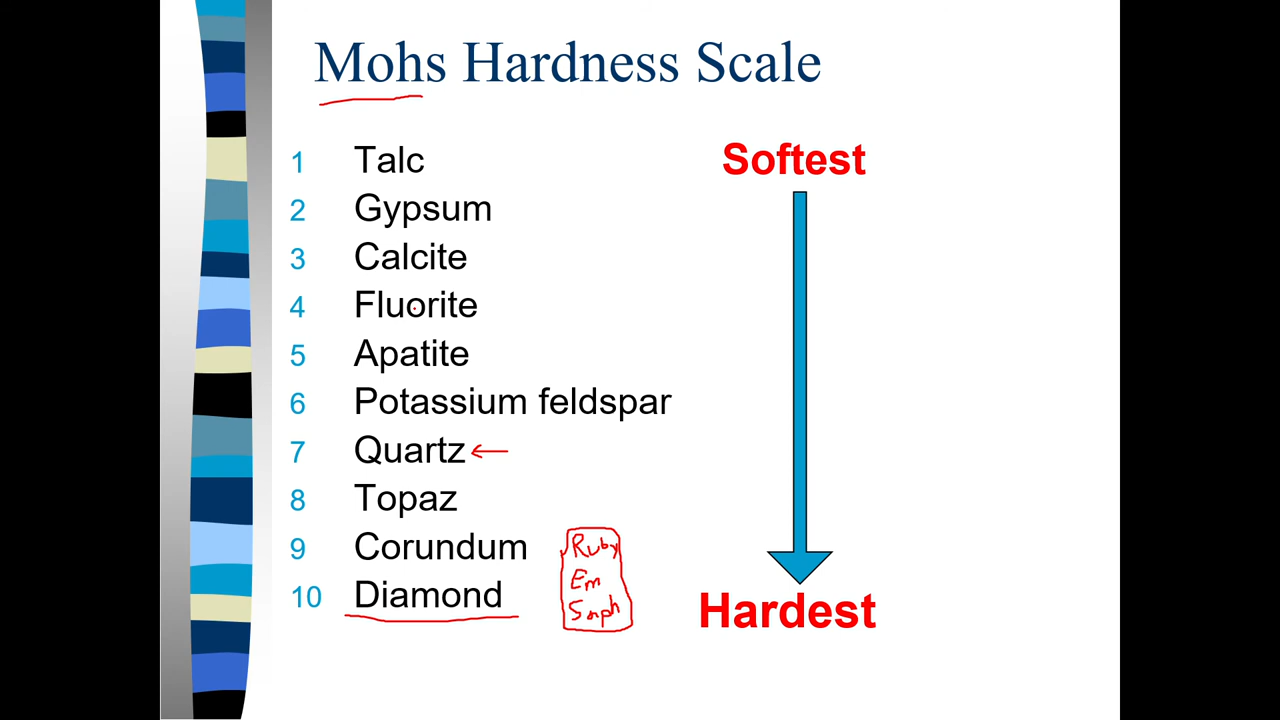 Mohs Hardness Scale
1 Talc
Softest
2 Gypsum
3 Calcite
4 Fluorite
5 Apatite
6 Potassium feldspar
7 Quartz
8 Topaz
9 Corundum
Ruby
Em
Saph
10 Diamond
Hardest